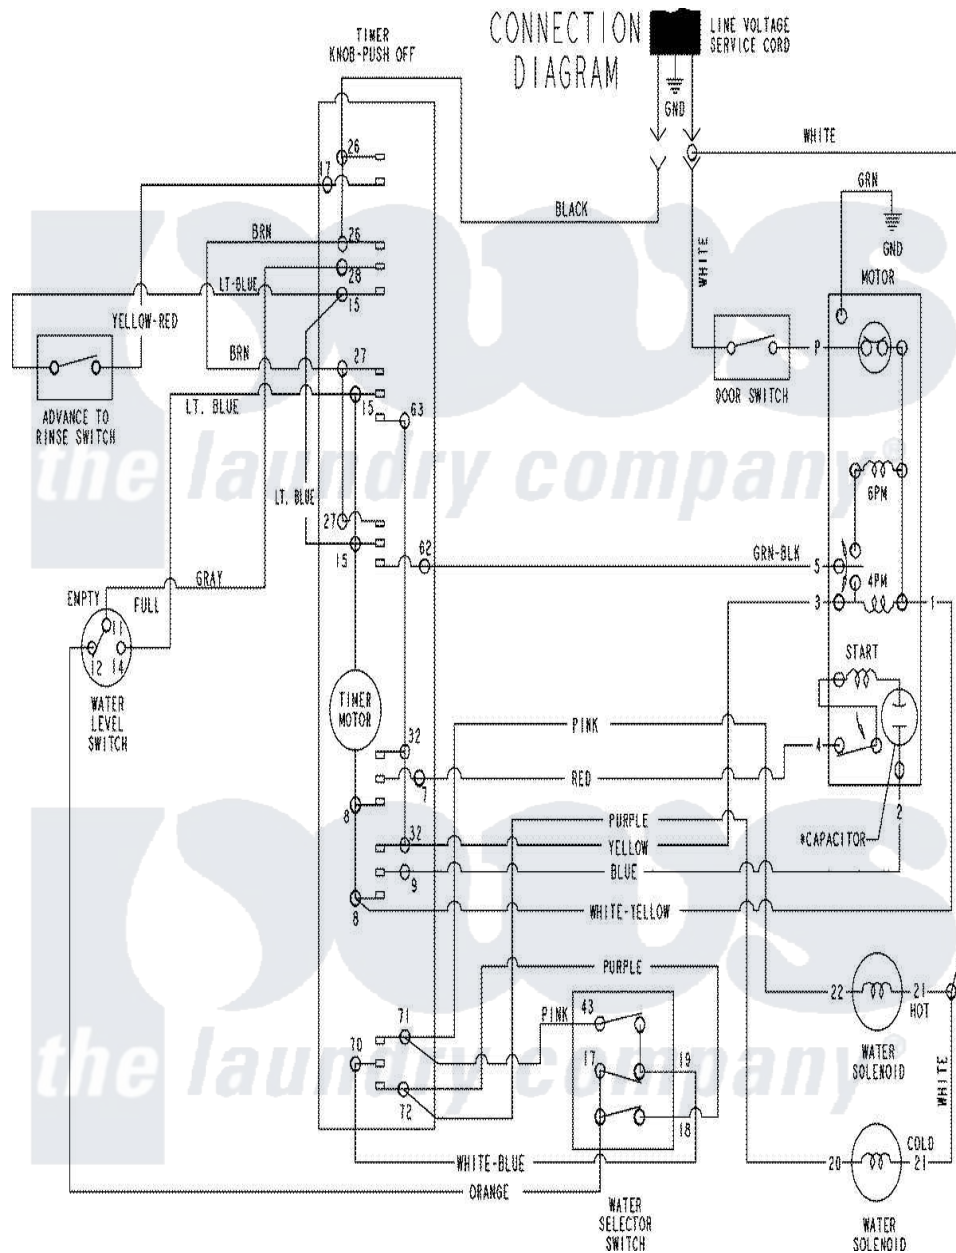 CONNECTION
DIAGRAM
LINE VOLTAGE
SERVICE CORD
TIMER
KNOB-PUSH OFF
GND
WHITE
26
17
GRN
BLACK
GND
BRN
26
WHITE
MOTOR
28
LT-BLUE
15
YELLOW-RED
P
BRN
27
DOOR SWITCH
LT. BLUE
15
63
ADVANCE TO
RINSE SWITCH
the laundry company®
6PM
LT. BLUE
27
15
62
GRN-BLK
5
GRAY
4PM
EMPTY
FULL
3
1
11
12
14
START
WATER
LEVEL
SWITCH
TIMER
MOTOR
PINK
32
4
RED
7
8
2
PURPLE
*CAPACITOR
32
YELLOW
BLUE
9
8
WHITE-YELLOW
PURPLE
22
21
HOT
43
PINK
71
70
WATER
SOLENOID
17
19
the laundry company®
WHITE
72
18
COLD
WHITE-BLUE
20
21
ORANGE
WATER
SELECTOR
SWITCH
WATER
SOLENOID